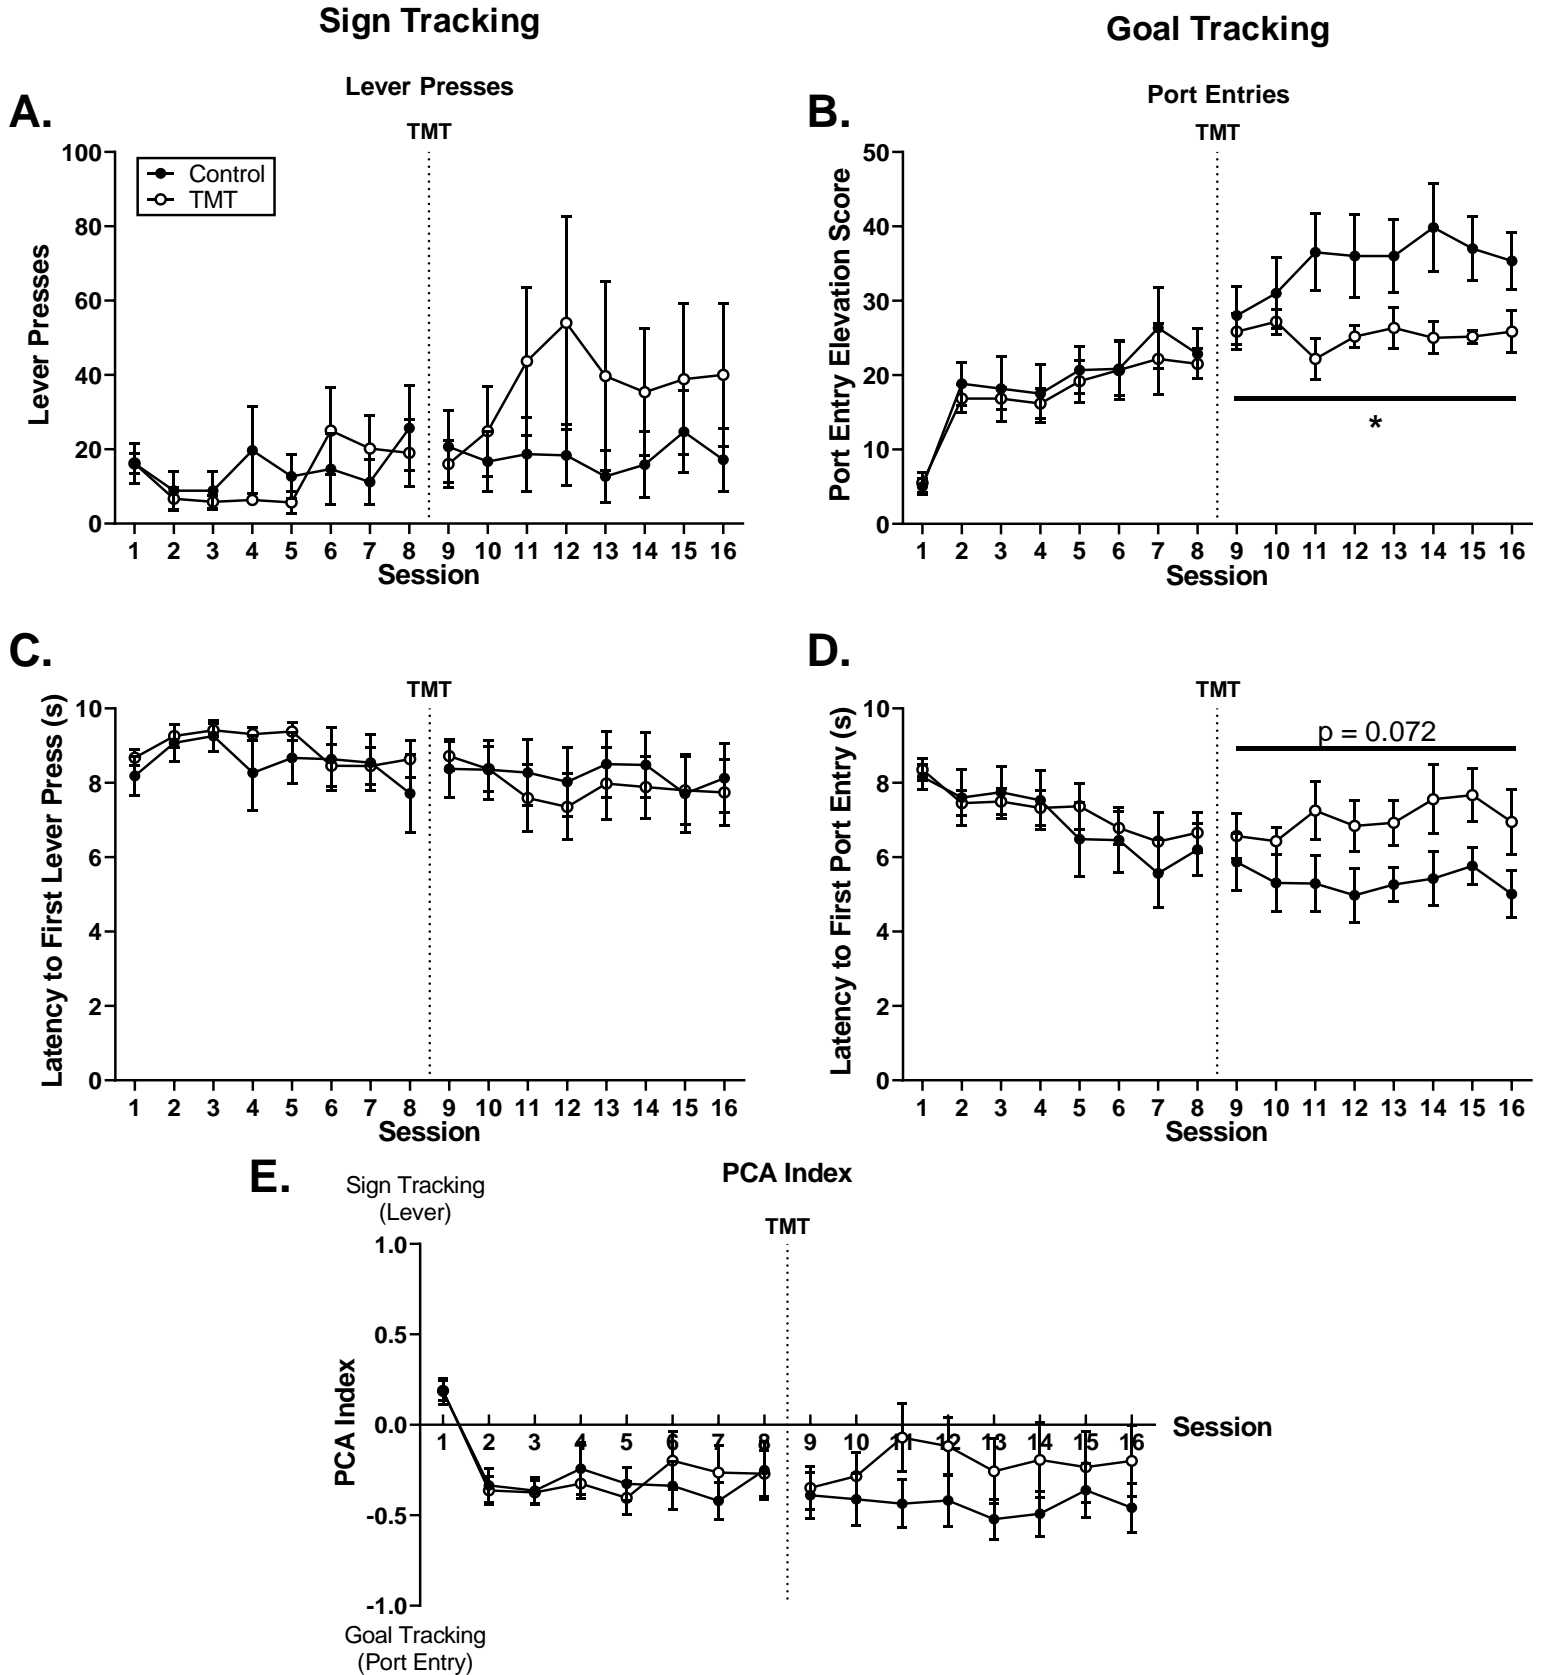 Sign Tracking
Goal Tracking
A.
Lever Presses
TMT
100
80
60
40
20
0
Lever Presses
Control
TMT
1 2 3 4 5 6 7 8 9 10 11 12 13 14 15 16
Session
B.
Port Entries
TMT
50
40
30
20
10
0
Port Entry Elevation Score
*
1 2 3 4 5 6 7 8 9 10 11 12 13 14 15 16
Session
C.
TMT
10
8
6
4
2
0
Latency to First Lever Press (s)
1 2 3 4 5 6 7 8 9 10 11 12 13 14 15 16
Session
D.
TMT
10
8
6
4
2
0
Latency to First Port Entry (s)
p = 0.072
1 2 3 4 5 6 7 8 9 10 11 12 13 14 15 16
Session
E.
PCA Index
Sign Tracking
(Lever)
TMT
1.0
0.5
0.0
-0.5
-1.0
PCA Index
1 2 3 4 5 6 7 8 9 10 11 12 13 14 15 16
Session
Goal Tracking
(Port Entry)